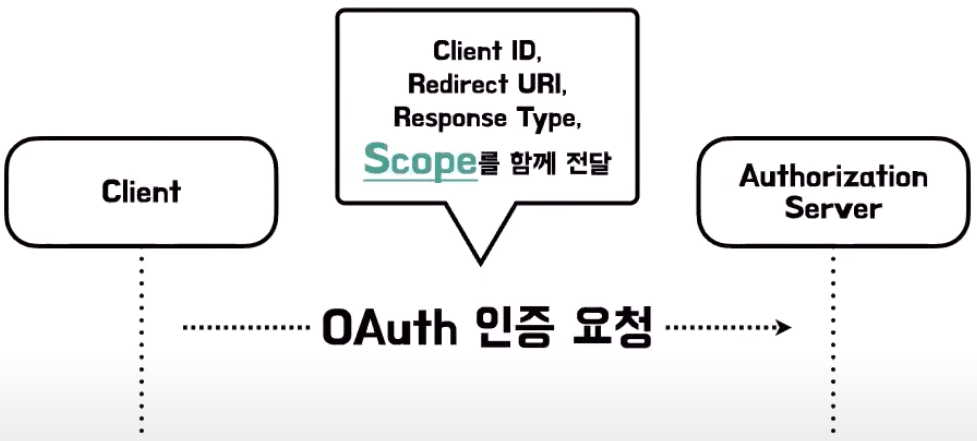 Client ID,
Redirect URI,
Response Type,
Scope를 함께 전달
Client
Authorization
Server
OAuth 인증 요청